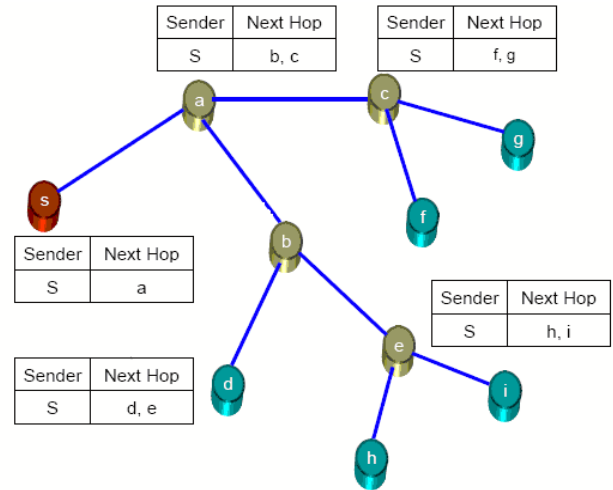 Sender Next Hop
S b, c
Sender Next Hop
S f, g
a
c
g
s
f
b
Sender Next Hop
S a
Sender Next Hop
S h, i
e
Sender Next Hop
S d, e
d
i
h